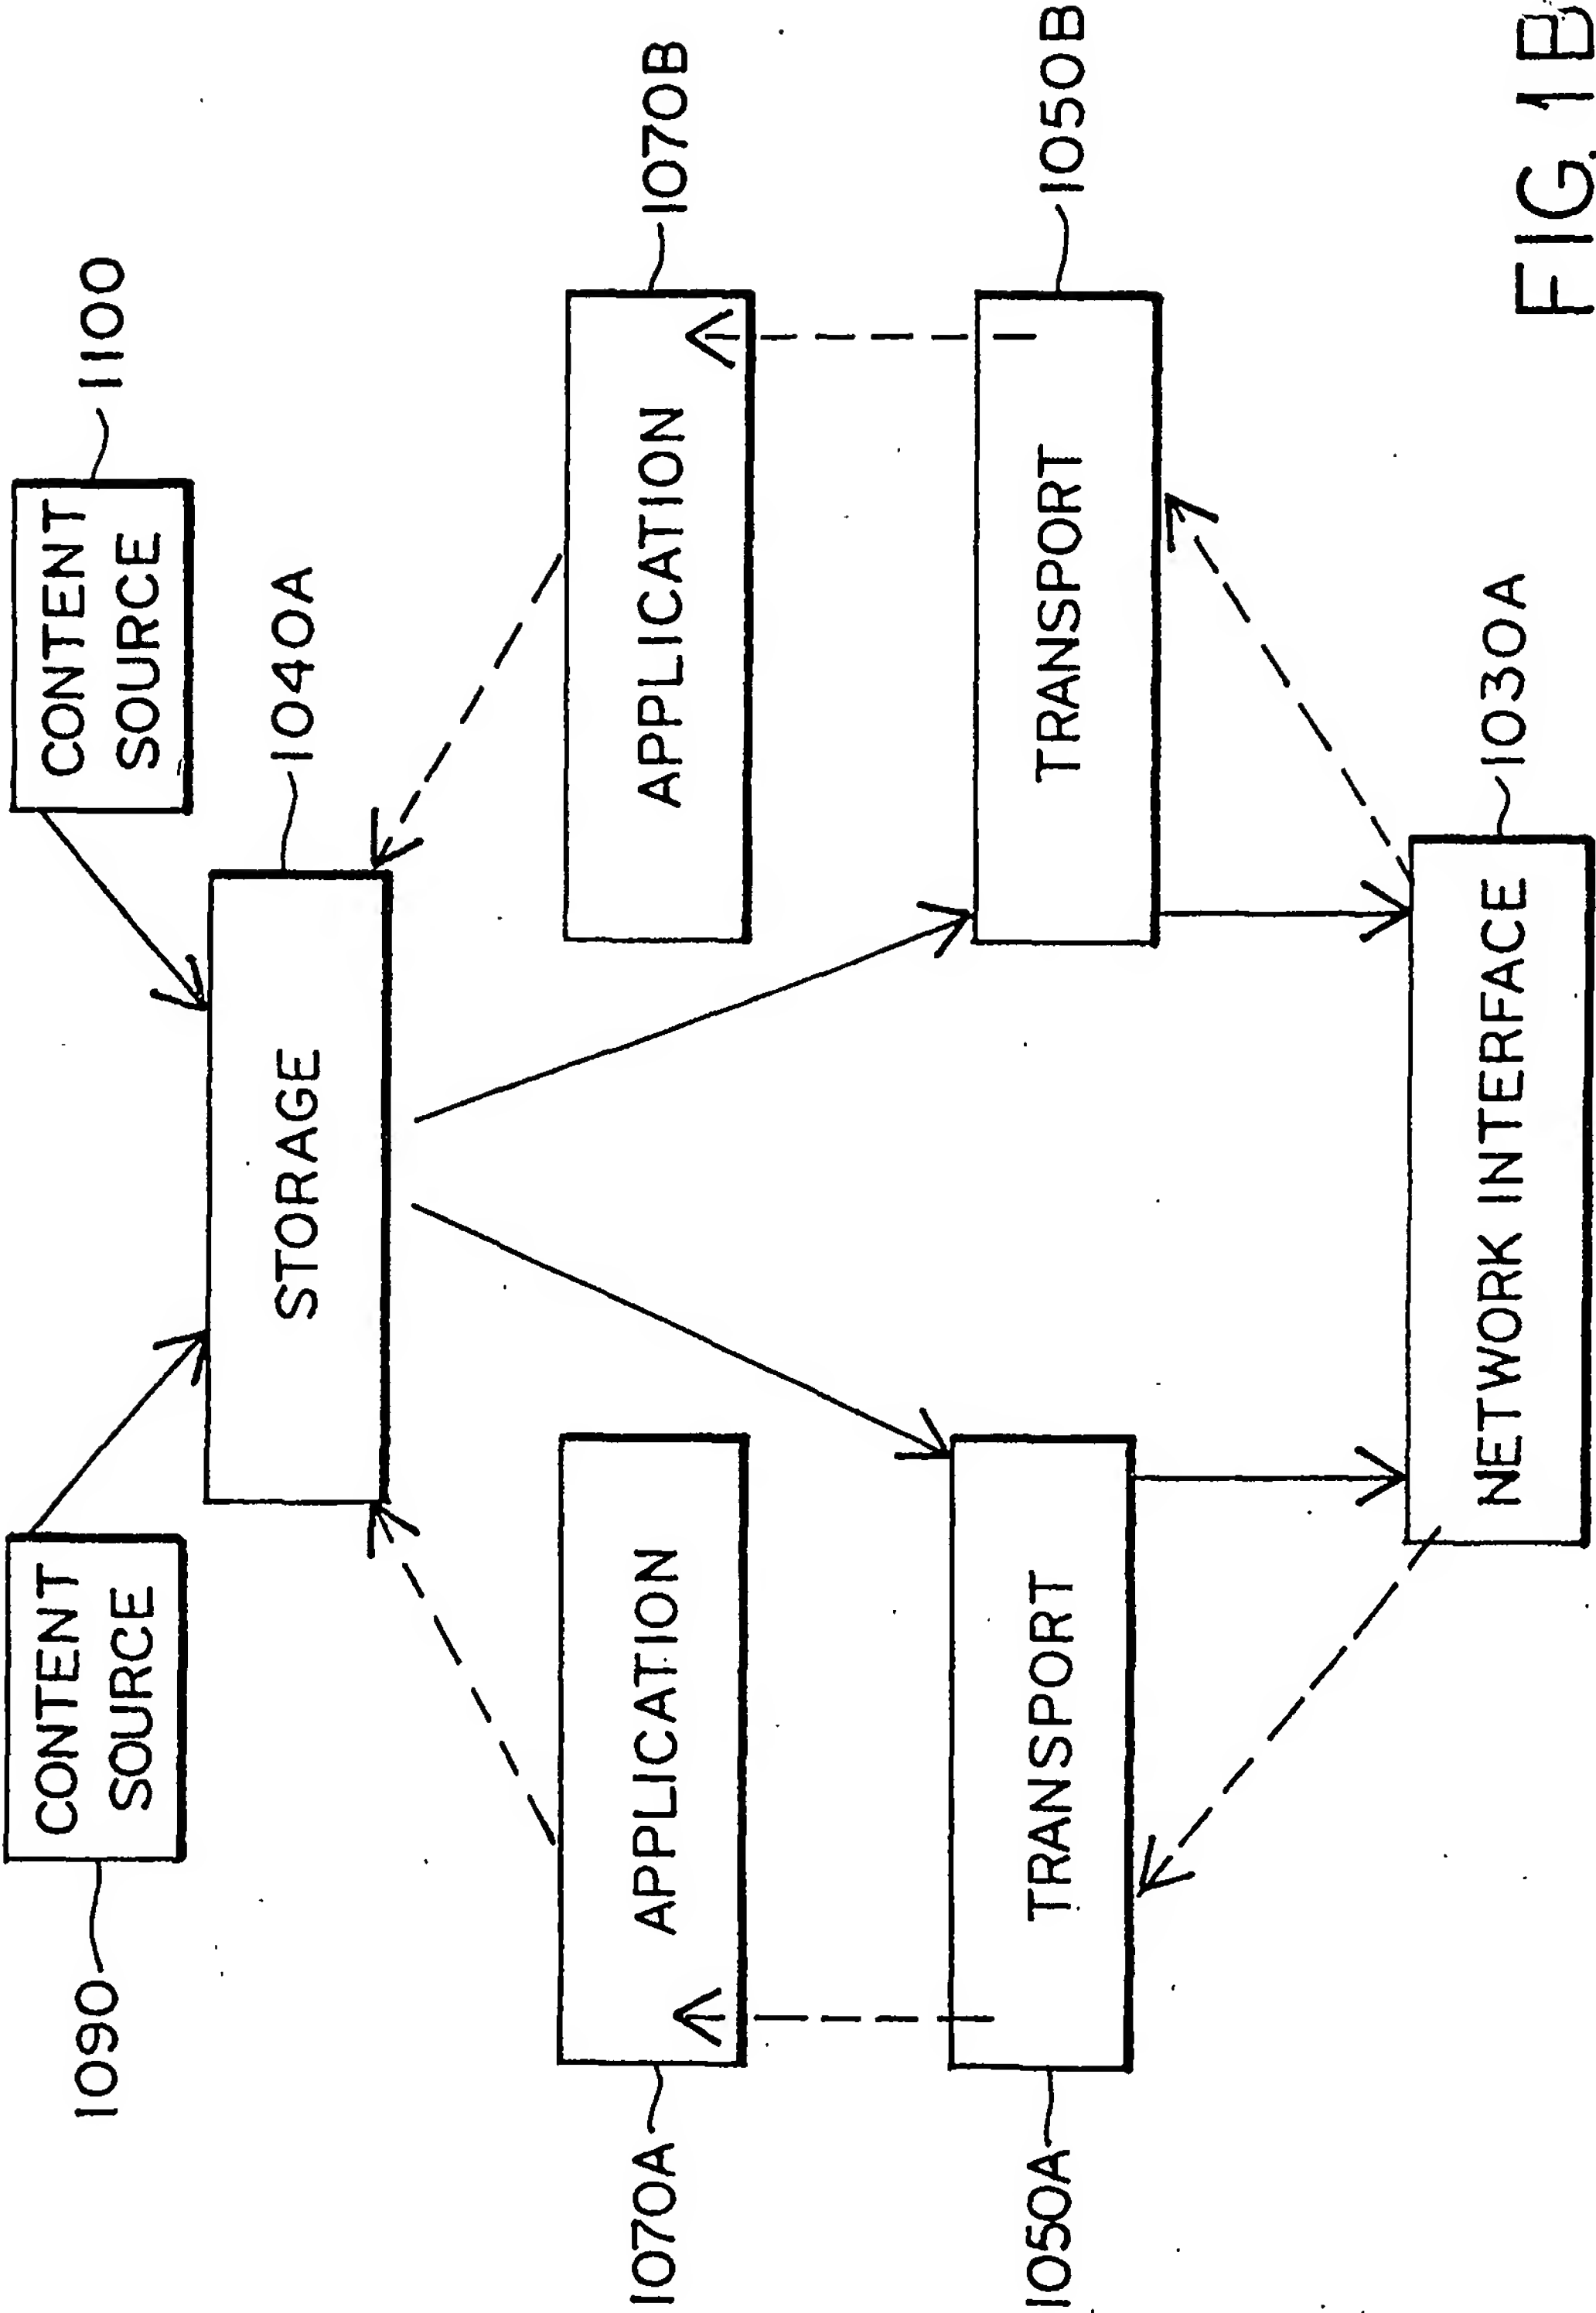 1090
CONTENT
SOURCE
CONTENT
SOURCE
1100
STORAGE
1040A
1070A
APPLICATION
APPLICATION
1070B
1050A
TRANSPORT
TRANSPORT
1050B
NETWORK INTERFACE
1030A
FIG. 1B